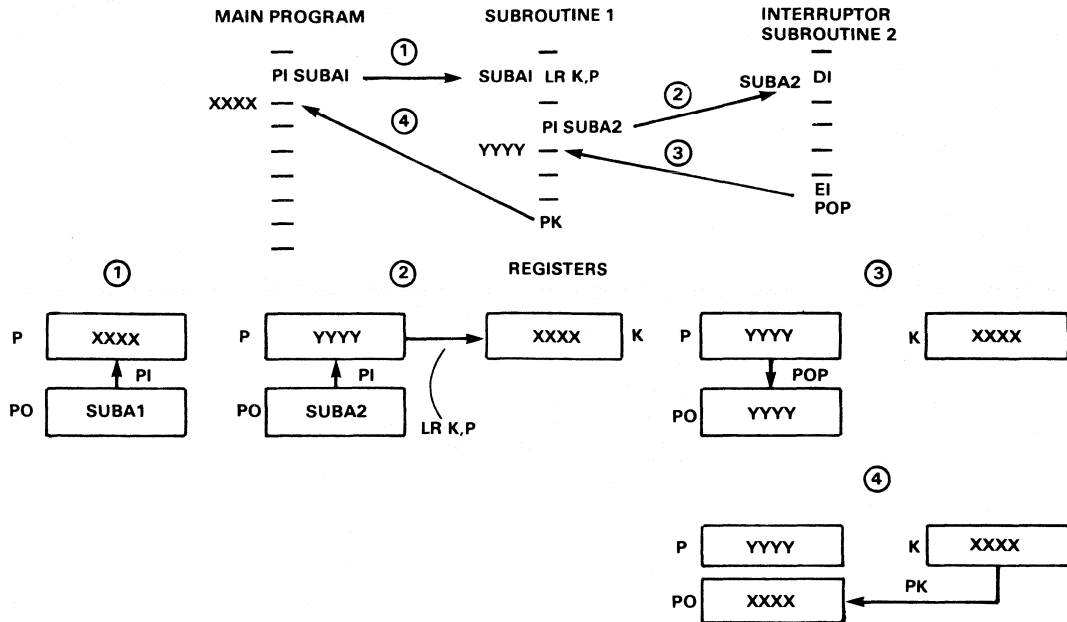 MAIN PROGRAM
SUBROUTINE 1
INTERRUPTOR
SUBROUTINE 2
①
PI SUBAI
SUBAI LR K,P
SUBA2 DI
XXXX
②
④
PI SUBA2
YYYY
③
EI
POP
PK
①
②
REGISTERS
③
P XXXX
P YYYY
XXXX K
P YYYY
K XXXX
PI
PI
POP
PO SUBA1
PO SUBA2
LR K,P
PO YYYY
④
P YYYY
K XXXX
PK
PO XXXX